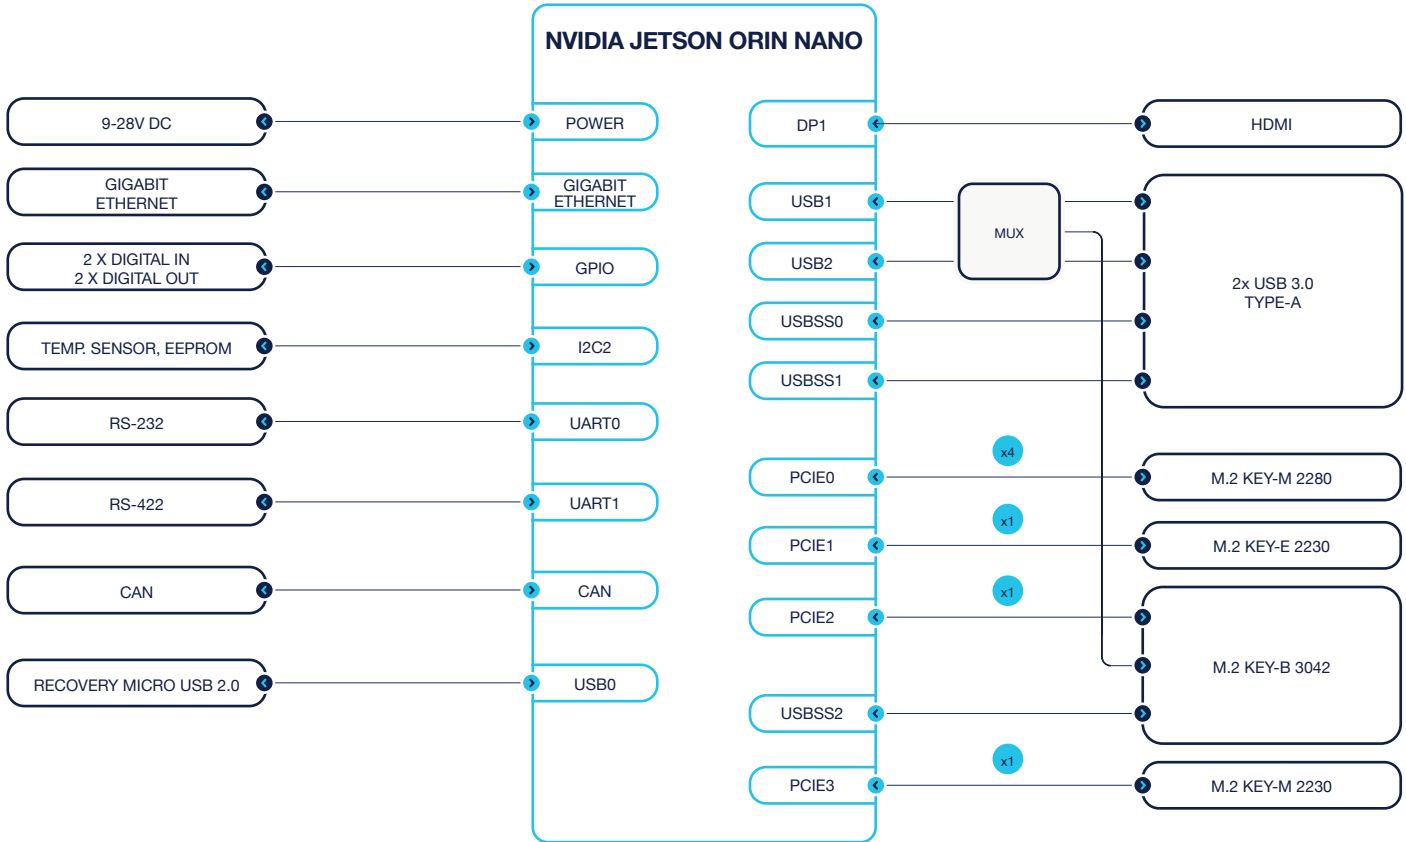 NVIDIA JETSON ORIN NANO
9-28V DC
GIGABIT
ETHERNET
2 X DIGITAL IN
2 X DIGITAL OUT
TEMP. SENSOR, EEPROM
RS-232
RS-422
CAN
RECOVERY MICRO USB 2.0
POWER
GIGABIT
ETHERNET
GPIO
I2C2
UART0
UART1
CAN
USB0
DP1
USB1
USB2
USBSS0
USBSS1
PCIE0
PCIE1
PCIE2
USBSS2
PCIE3
MUX
x4
x1
x1
x1
HDMI
2x USB 3.0
TYPE-A
M.2 KEY-M 2280
M.2 KEY-E 2230
M.2 KEY-B 3042
M.2 KEY-M 2230